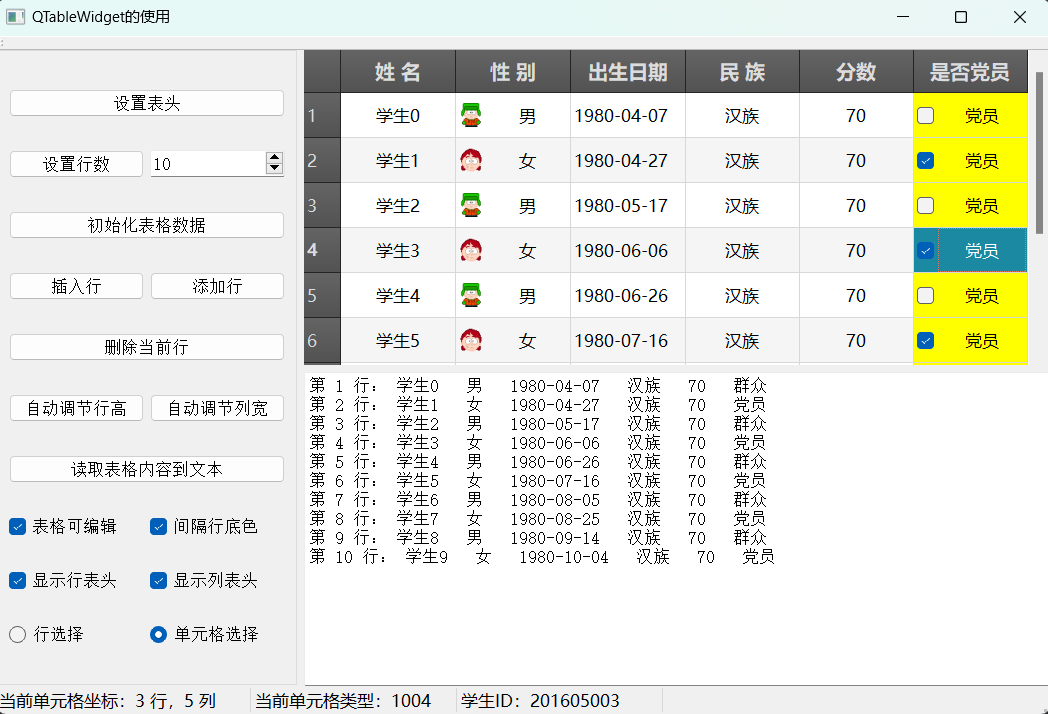 QTableWidget的使用
设置表头
设置行数 10
初始化表格数据
插入行 添加行
删除当前行
自动调节行高 自动调节列宽
读取表格内容到文本
表格可编辑 间隔行底色
显示行表头 显示列表头
行选择 单元格选择
姓 名 性 别 出生日期 民 族 分数 是否党员
1 学生0 男 1980-04-07 汉族 70 党员
2 学生1 女 1980-04-27 汉族 70 党员
3 学生2 男 1980-05-17 汉族 70 党员
4 学生3 女 1980-06-06 汉族 70 党员
5 学生4 男 1980-06-26 汉族 70 党员
6 学生5 女 1980-07-16 汉族 70 党员
第 1 行： 学生0 男 1980-04-07 汉族 70 群众
第 2 行： 学生1 女 1980-04-27 汉族 70 党员
第 3 行： 学生2 男 1980-05-17 汉族 70 群众
第 4 行： 学生3 女 1980-06-06 汉族 70 党员
第 5 行： 学生4 男 1980-06-26 汉族 70 群众
第 6 行： 学生5 女 1980-07-16 汉族 70 党员
第 7 行： 学生6 男 1980-08-05 汉族 70 群众
第 8 行： 学生7 女 1980-08-25 汉族 70 党员
第 9 行： 学生8 男 1980-09-14 汉族 70 群众
第 10 行： 学生9 女 1980-10-04 汉族 70 党员
当前单元格坐标：3 行，5 列 当前单元格类型：1004 学生ID：201605003